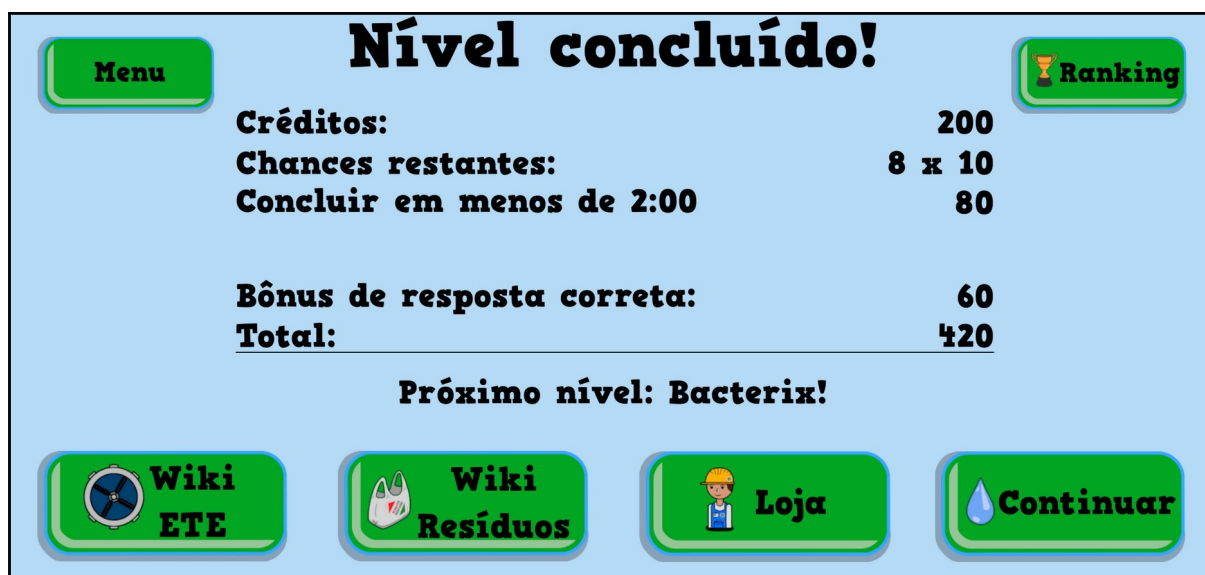 Nível concluído!
Menu
Ranking
Créditos: 200
Chances restantes: 8 x 10
Concluir em menos de 2:00 80
Bônus de resposta correta: 60
Total: 420
Próximo nível: Bacterix!
Wiki
ETE
Wiki
Resíduos
Loja
Continuar